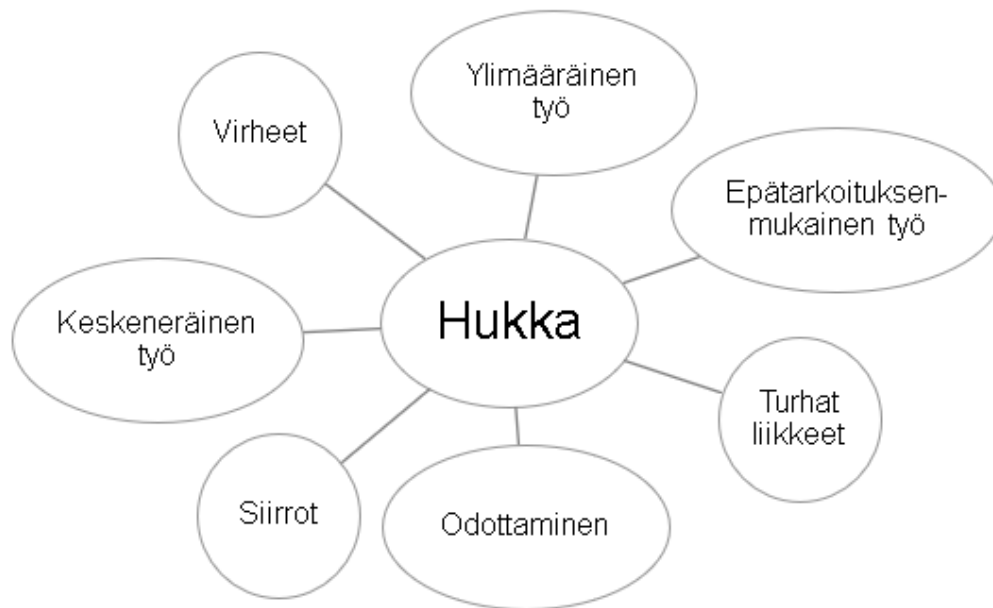 Ylimääräinen
työ
Virheet
Epätarkoituksen-
mukainen työ
Hukka
Keskeneräinen
työ
Turhat
liikkeet
Siirrot
Odottaminen